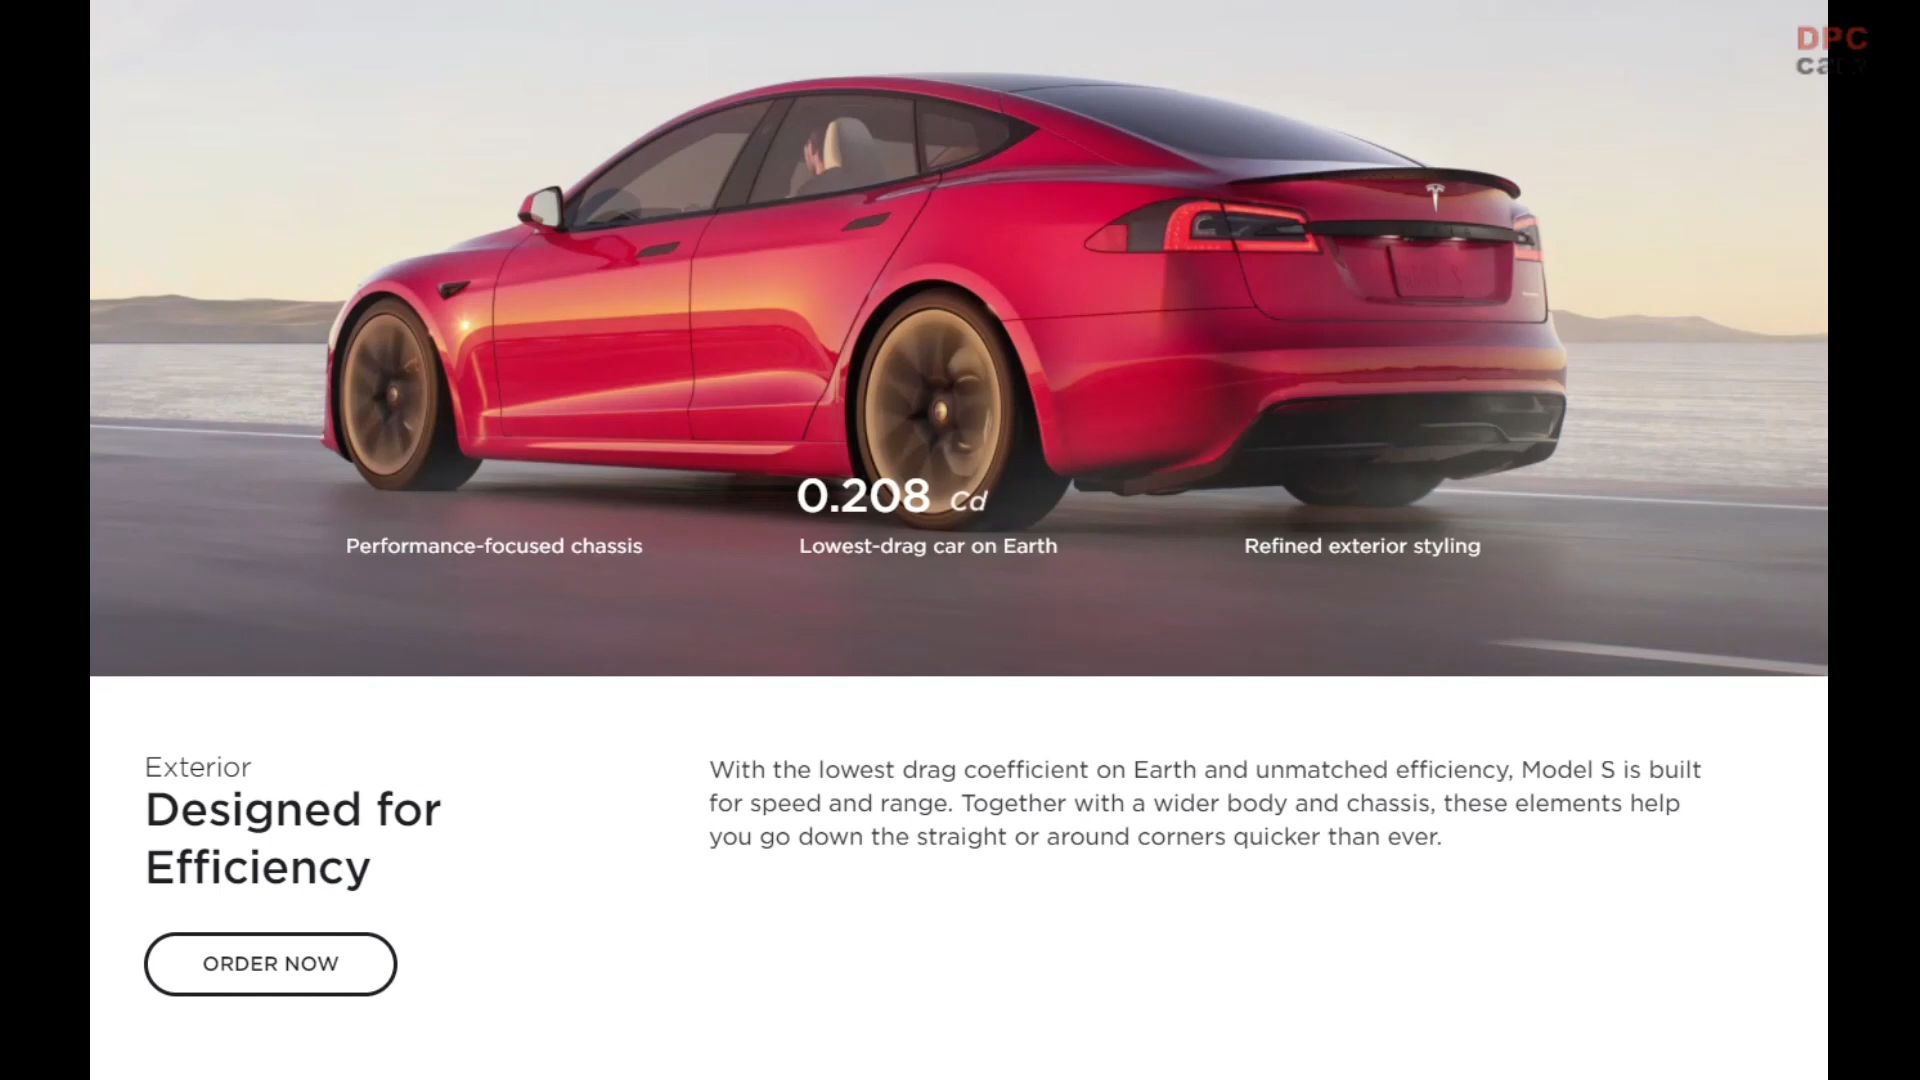 DPC
cars
0.208 Cd
Performance-focused chassis
Lowest-drag car on Earth
Refined exterior styling
Exterior
Designed for
Efficiency
With the lowest drag coefficient on Earth and unmatched efficiency, Model S is built
for speed and range. Together with a wider body and chassis, these elements help
you go down the straight or around corners quicker than ever.
ORDER NOW